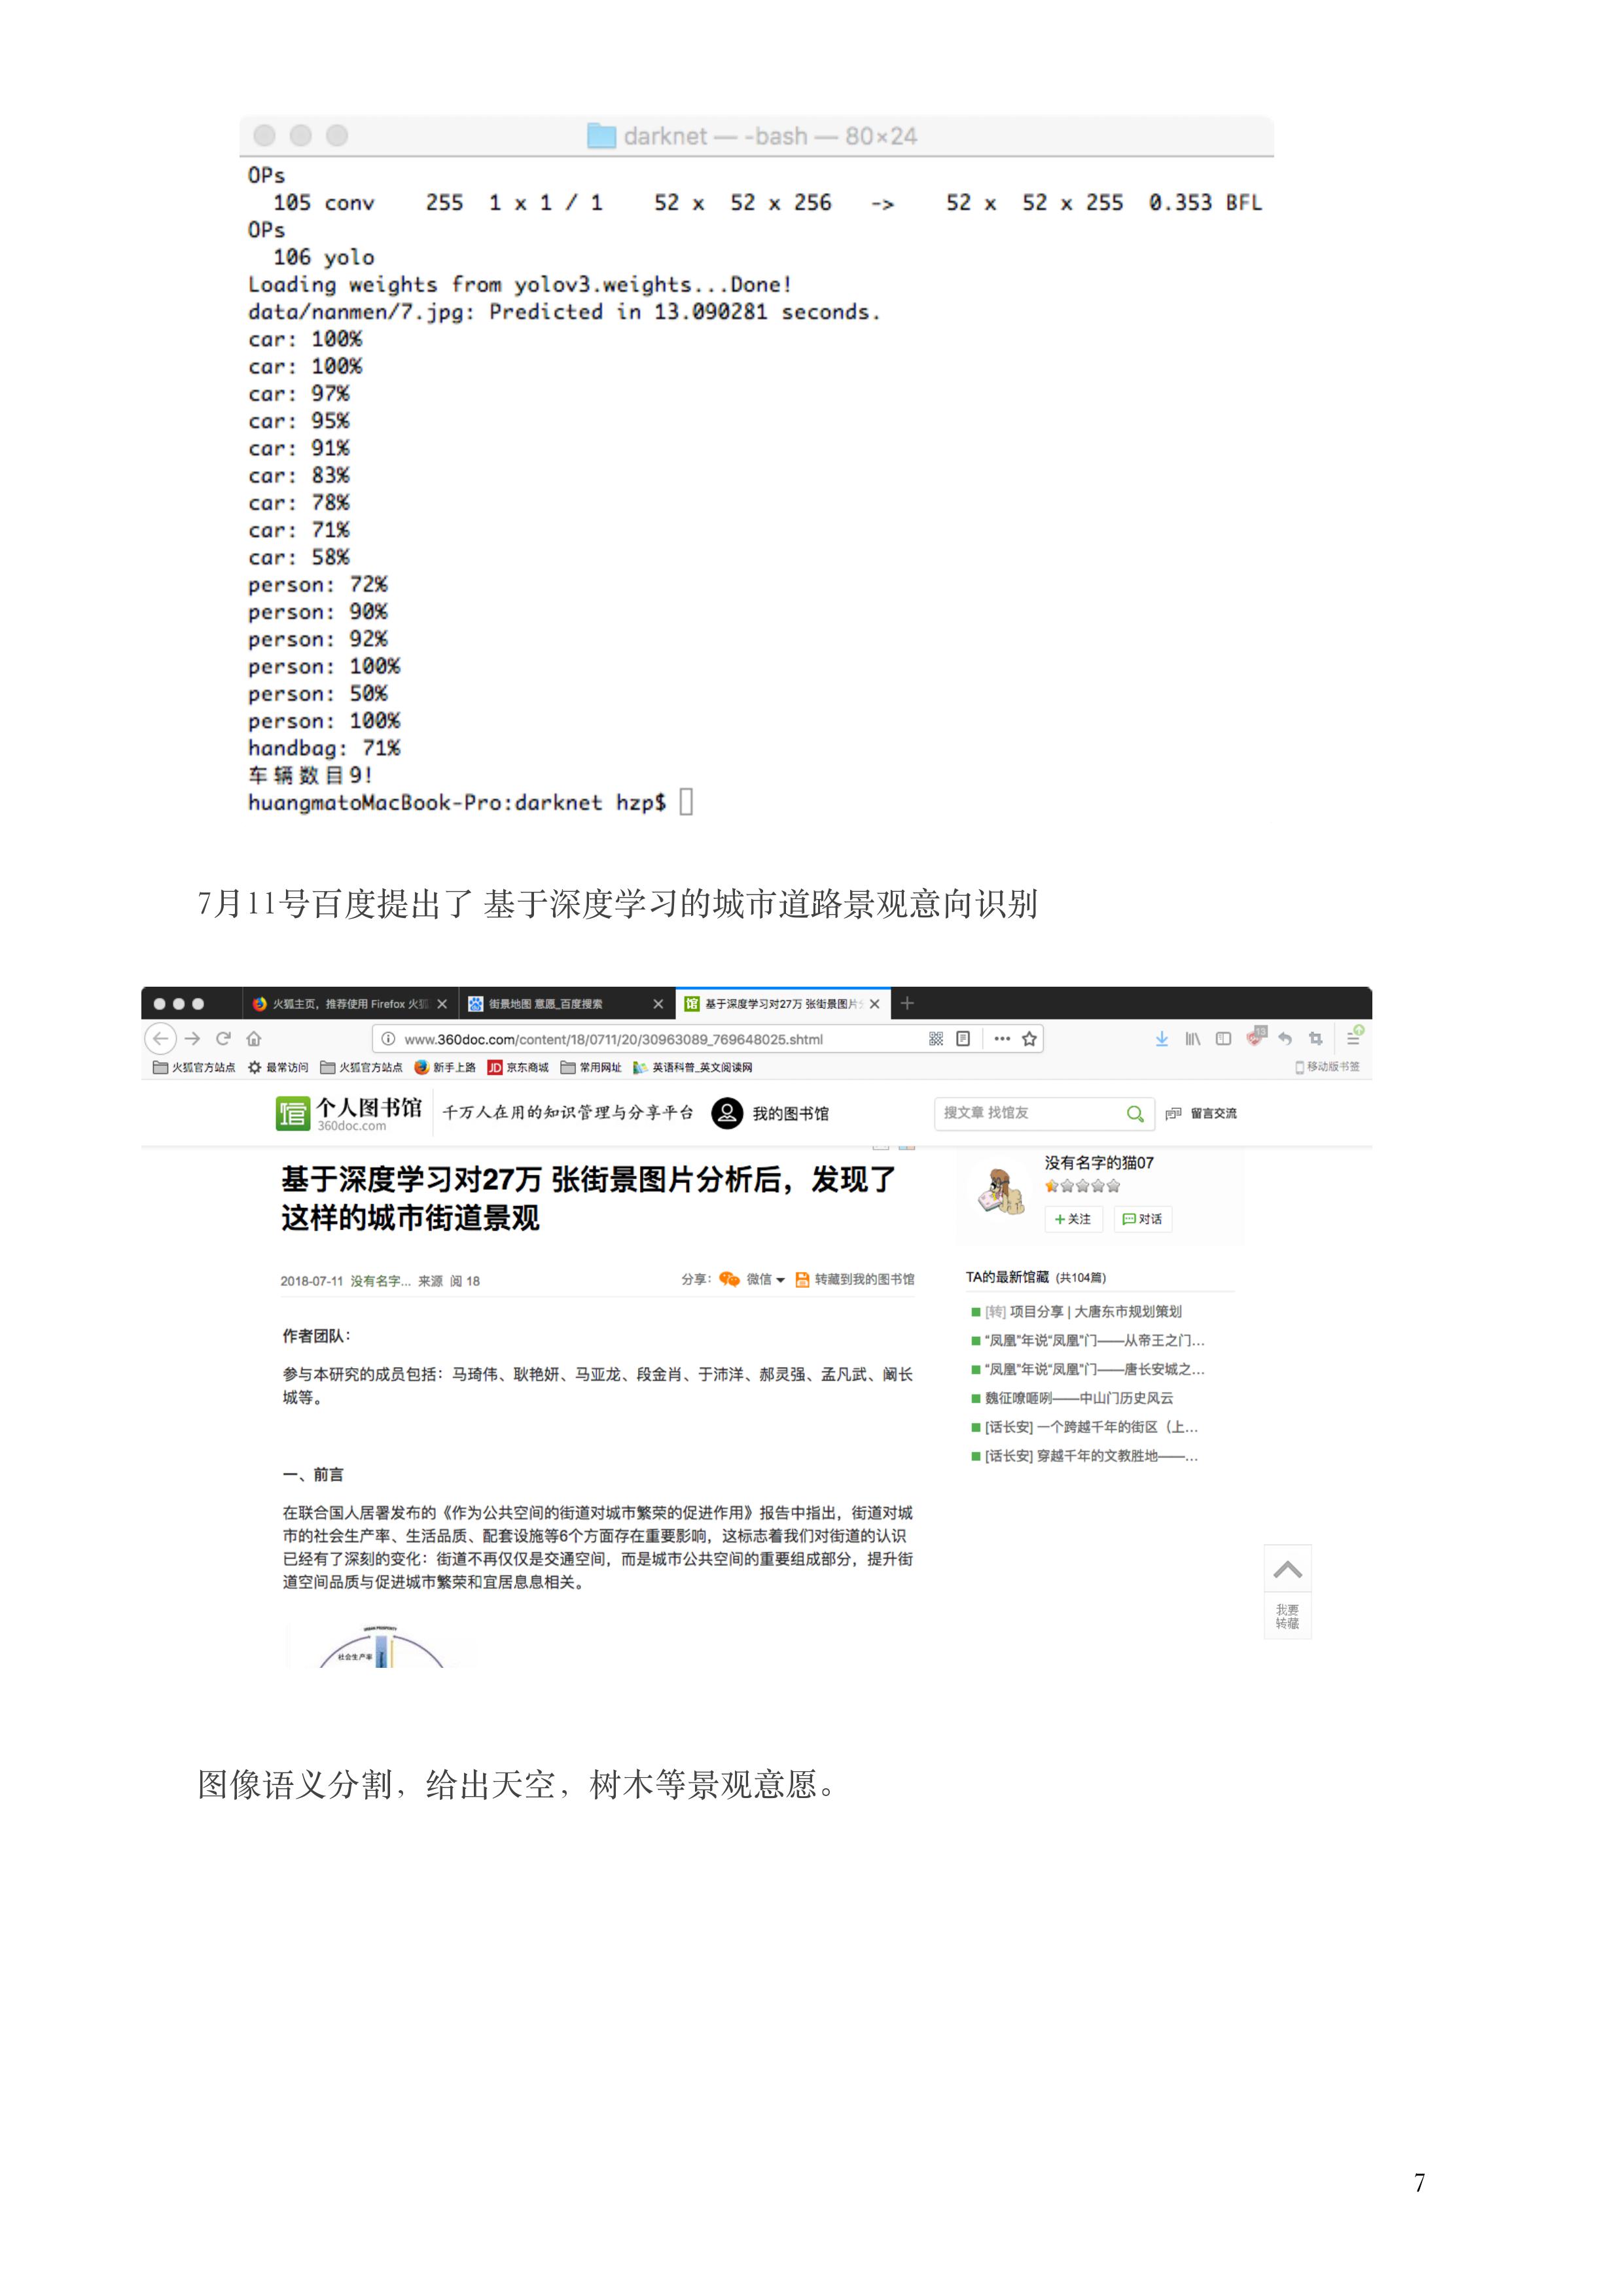 darknet — -bash — 80×24
OPs
105 conv 255 1 x 1 / 1 52 x 52 x 256 -> 52 x 52 x 255 0.353 BFL
OPs
106 yolo
Loading weights from yolov3.weights...Done!
data/nanmen/7.jpg: Predicted in 13.090281 seconds.
car: 100%
car: 100%
car: 97%
car: 95%
car: 91%
car: 83%
car: 78%
car: 71%
car: 58%
person: 72%
person: 90%
person: 92%
person: 100%
person: 50%
person: 100%
handbag: 71%
车辆数目9!
huangmatoMacBook-Pro:darknet hzp$
7月11号百度提出了 基于深度学习的城市道路景观意向识别
火狐主页，推荐使用 Firefox 火狐 街景地图 意愿_百度搜索 基于深度学习对27万 张街景图片分
www.360doc.com/content/18/0711/20/30963089_769648025.shtml
火狐官方站点 最常访问 火狐官方站点 新手上路 JD 京东商城 常用网址 英语科普_英文阅读网 移动版书签
个人图书馆 360doc.com 千万人在用的知识管理与分享平台 我的图书馆 搜文章 找馆友 留言交流
基于深度学习对27万 张街景图片分析后，发现了
这样的城市街道景观
2018-07-11 没有名字... 来源 阅 18 分享： 微信 转藏到我的图书馆
作者团队：
参与本研究的成员包括：马琦伟、耿艳妍、马亚龙、段金肖、于沛洋、郝灵强、孟凡武、阚长
城等。
一、前言
在联合国人居署发布的《作为公共空间的街道对城市繁荣的促进作用》报告中指出，街道对城
市的社会生产率、生活品质、配套设施等6个方面存在重要影响，这标志着我们对街道的认识
已经有了深刻的变化：街道不再仅仅是交通空间，而是城市公共空间的重要组成部分，提升街
道空间品质与促进城市繁荣和宜居息息相关。
社会生产率
没有名字的猫07
+关注 对话
TA的最新馆藏 (共104篇)
[转] 项目分享 | 大唐东市规划策划
“凤凰”年说“凤凰”门——从帝王之门...
“凤凰”年说“凤凰”门——唐长安城之...
魏征嘹咂咧——中山门历史风云
[话长安] 一个跨越千年的街区（上...
[话长安] 穿越千年的文教胜地——...
我要
转藏
图像语义分割，给出天空，树木等景观意愿。
7